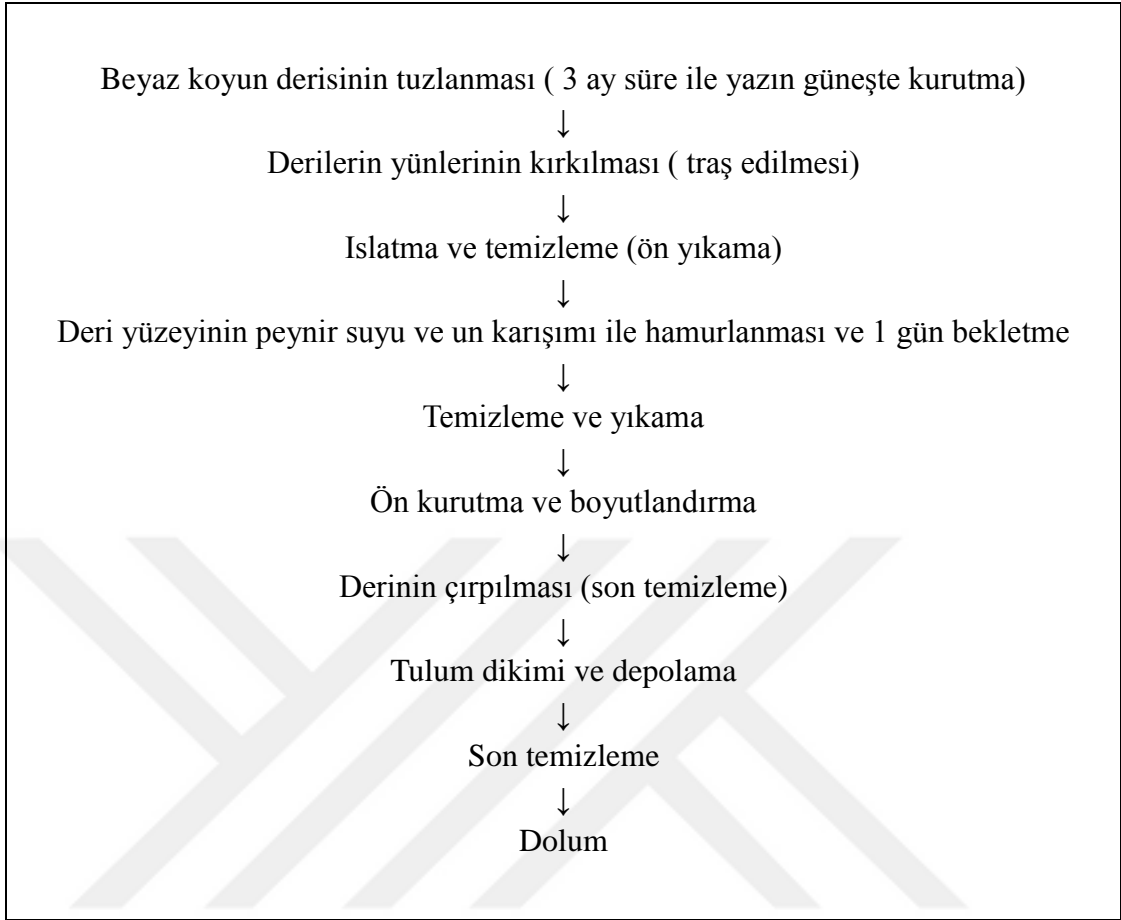 Beyaz koyun derisinin tuzlanması ( 3 ay süre ile yazın güneşte kurutma)
↓
Derilerin yünlerinin kırkılması ( traş edilmesi)
↓
Islatma ve temizleme (ön yıkama)
↓
Deri yüzeyinin peynir suyu ve un karışımı ile hamurlanması ve 1 gün bekletme
↓
Temizleme ve yıkama
↓
Ön kurutma ve boyutlandırma
↓
Derinin çırpılması (son temizleme)
↓
Tulum dikimi ve depolama
↓
Son temizleme
↓
Dolum